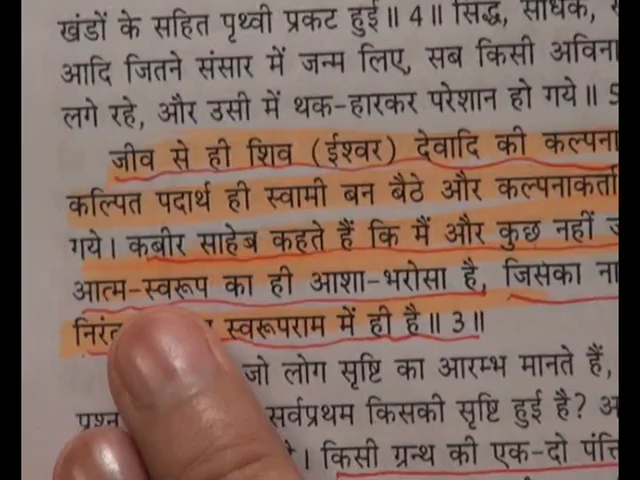 खंडों के सहित पृथ्वी प्रकट हुई॥ 4॥ सिद्ध, साधक,
आदि जितने संसार में जन्म लिए, सब किसी अविना
लगे रहे, और उसी में थक-हारकर परेशान हो गये॥ 5
जीव से ही शिव (ईश्वर) देवादि की कल्पना
कल्पित पदार्थ ही स्वामी बन बैठे और कल्पनाकर्ता
गये। कबीर साहेब कहते हैं कि मैं और कुछ नहीं
आत्म-स्वरूप का ही आशा-भरोसा है, जिसका ना
स्वरूपराम में ही है॥ 3॥
जो लोग सृष्टि का आरम्भ मानते हैं,
प्रश्न सर्वप्रथम किसकी सृष्टि हुई है?
। किसी ग्रन्थ की एक-दो पंक्ति